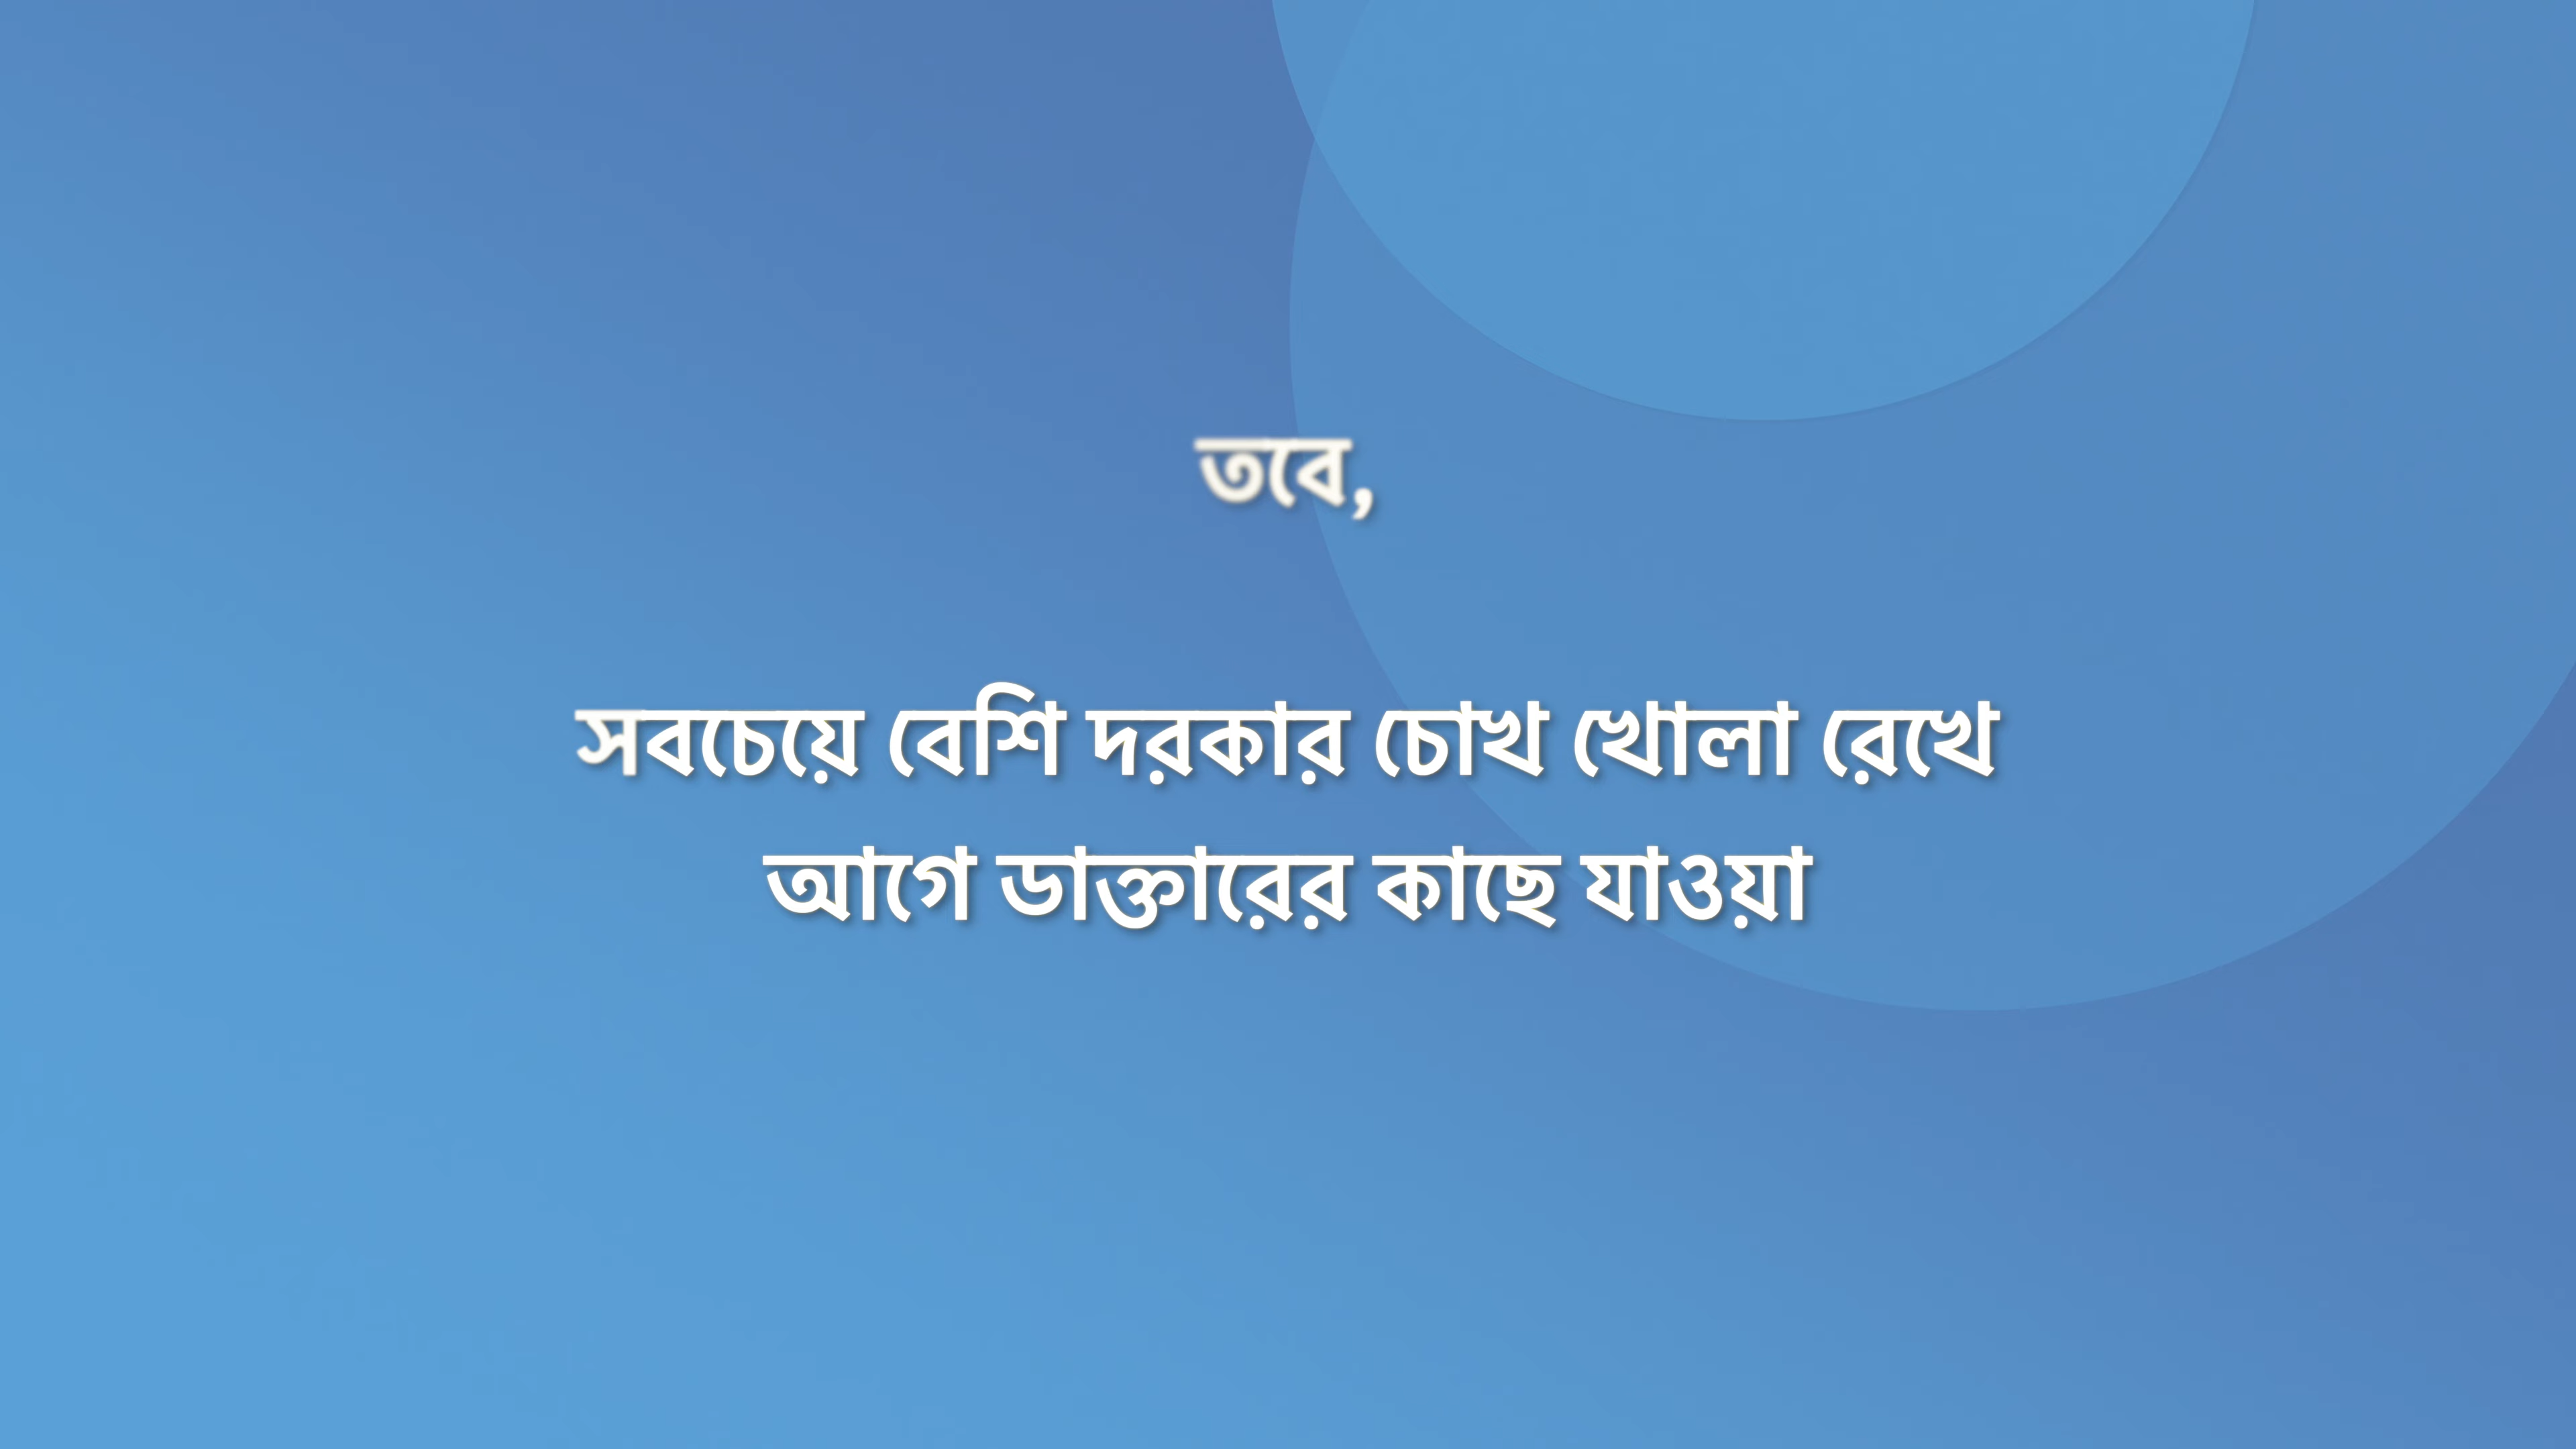 তবে,
সবচেয়ে বেশি দরকার চোখ খোলা রেখে
আগে ডাক্তারের কাছে যাওয়া